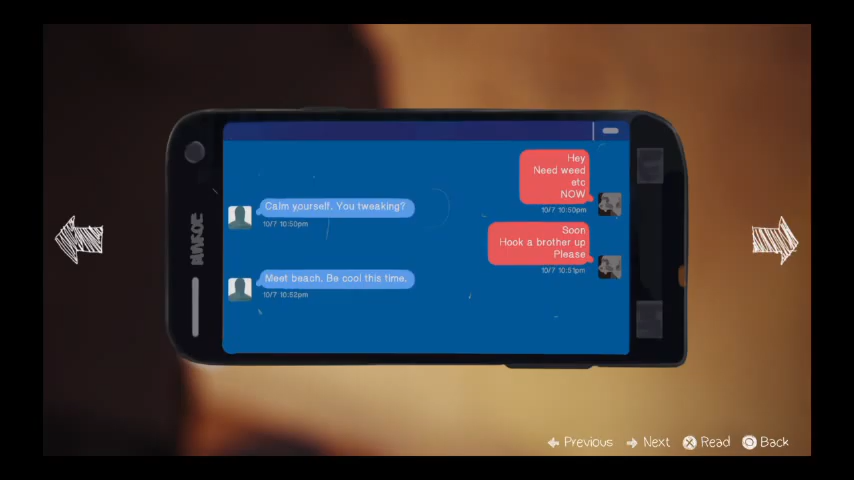 Hey
Need weed
etc
NOW
10/7 10:50pm
Calm yourself. You tweaking?
10/7 10:50pm
Soon
Hook a brother up
Please
10/7 10:51pm
Meet beach. Be cool this time.
10/7 10:52pm
Previous
Next
Read
Back